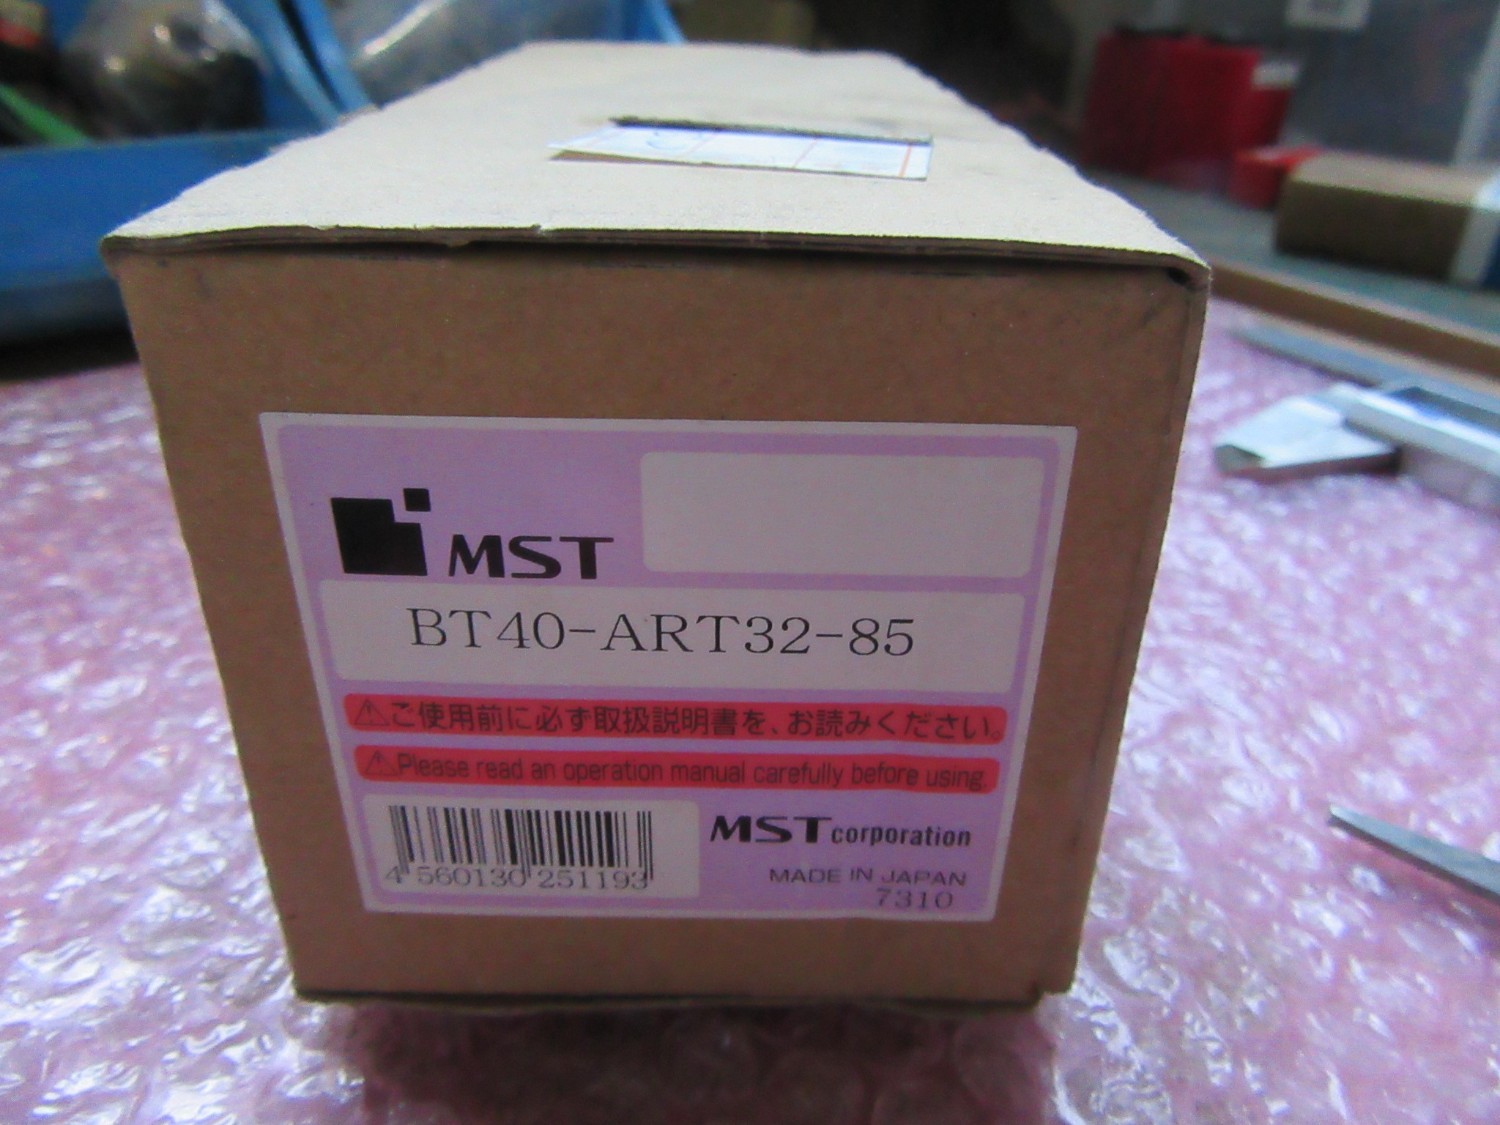 MST
BT40-ART32-85
⚠ご使用前に必ず取扱説明書を、お読みください。
⚠Please read an operation manual carefully before using.
4 560130 251193
MST corporation
MADE IN JAPAN
7310